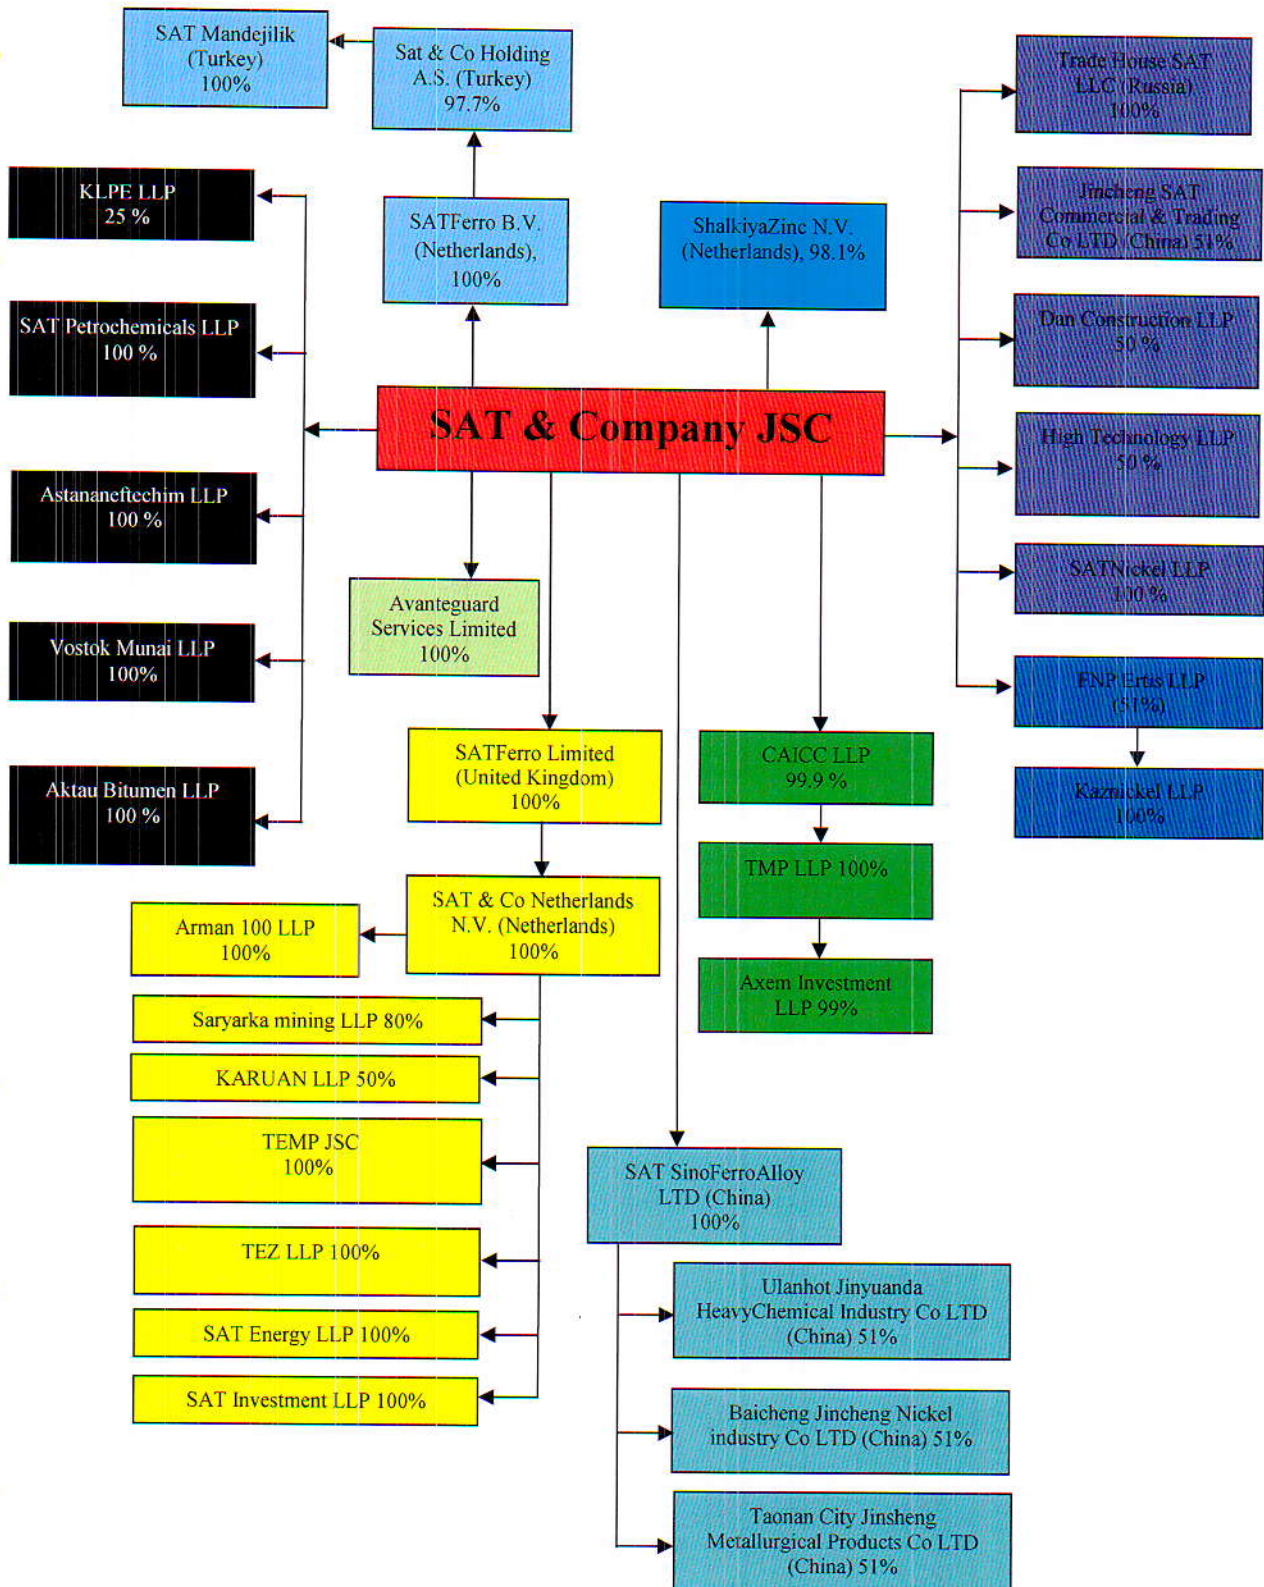 SAT Mandejilik
(Turkey)
100%
Sat & Co Holding
A.S. (Turkey)
97.7%
Trade House SAT
LLC (Russia)
100%
KLPE LLP
25 %
SATFerro B.V.
(Netherlands),
100%
ShalkiyaZinc N.V.
(Netherlands), 98.1%
Jincheng SAT
Commercial & Trading
Co LTD (China) 51%
SAT Petrochemicals LLP
100 %
Dan Construction LLP
50 %
SAT & Company JSC
High Technology LLP
50 %
Astananeftechim LLP
100 %
SATNickel LLP
100 %
Avanteguard
Services Limited
100%
Vostok Munai LLP
100%
FNP Ertis LLP
(51%)
SATFerro Limited
(United Kingdom)
100%
CAICC LLP
99.9 %
Aktau Bitumen LLP
100 %
Kaznickel LLP
100%
TMP LLP 100%
SAT & Co Netherlands
N.V. (Netherlands)
100%
Arman 100 LLP
100%
Axem Investment
LLP 99%
Saryarka mining LLP 80%
KARUAN LLP 50%
TEMP JSC
100%
SAT SinoFerroAlloy
LTD (China)
100%
TEZ LLP 100%
Ulanhot Jinyuanda
HeavyChemical Industry Co LTD
(China) 51%
SAT Energy LLP 100%
SAT Investment LLP 100%
Baicheng Jincheng Nickel
industry Co LTD (China) 51%
Taonan City Jinsheng
Metallurgical Products Co LTD
(China) 51%